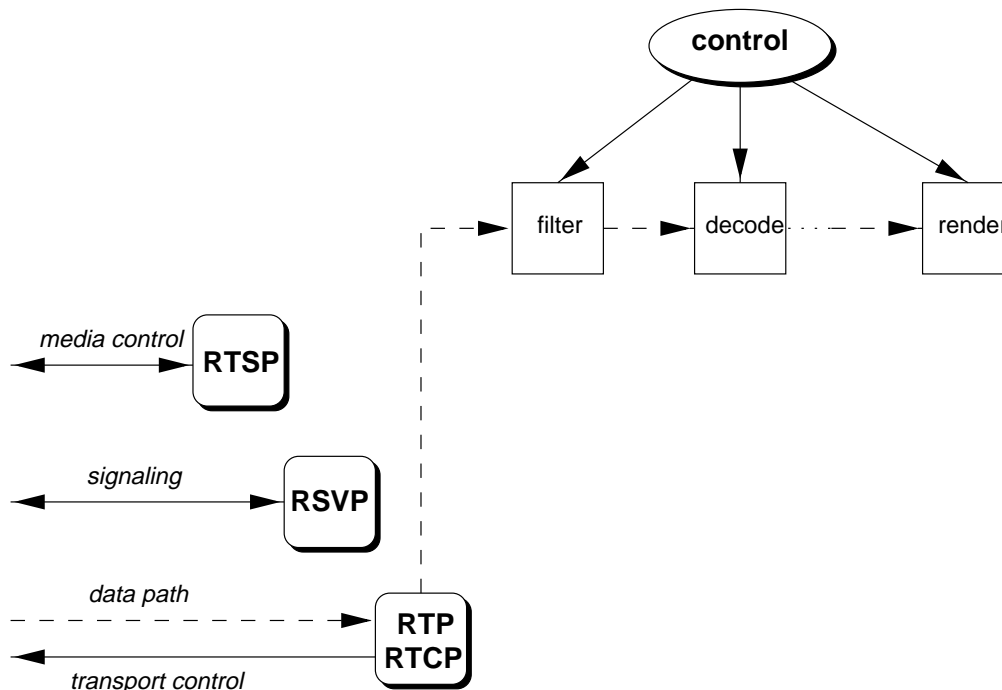 control
filter
decode
render
media control
RTSP
signaling
RSVP
data path
RTP
RTCP
transport control